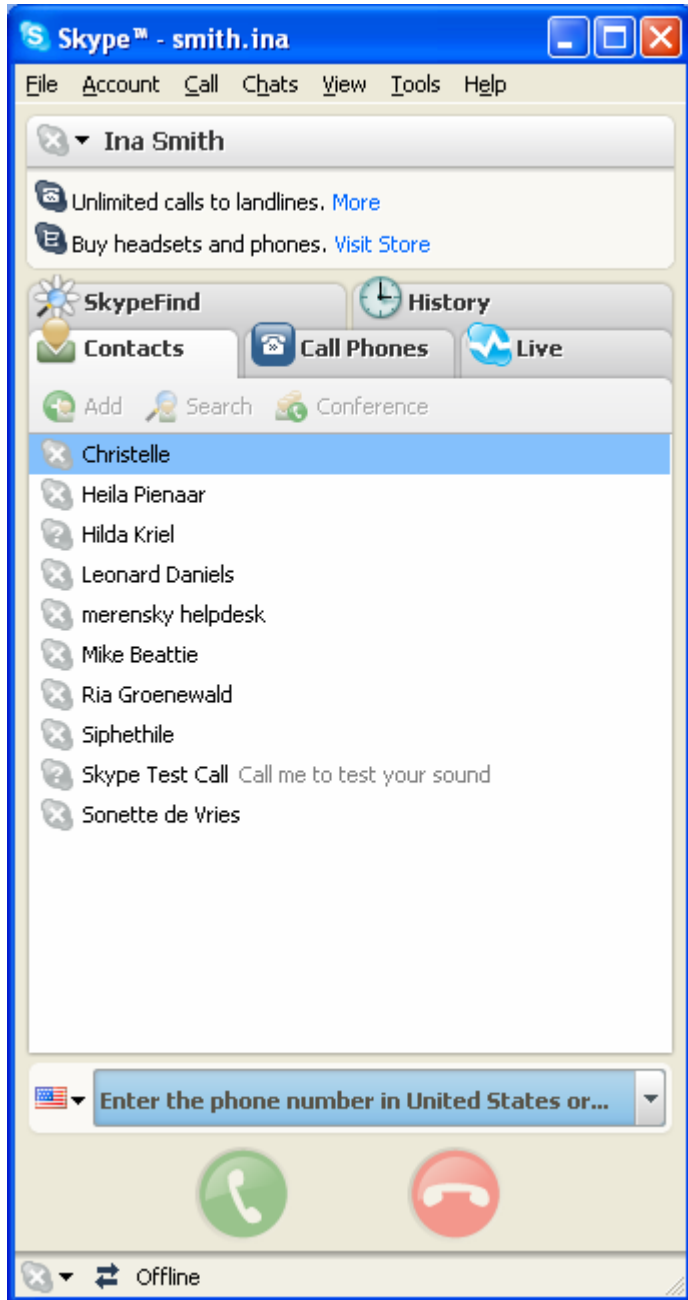 Skype™ - smith.ina
File Account Call Chats View Tools Help
Ina Smith
Unlimited calls to landlines. More
Buy headsets and phones. Visit Store
SkypeFind History
Contacts Call Phones Live
Add Search Conference
Christelle
Heila Pienaar
Hilda Kriel
Leonard Daniels
merensky helpdesk
Mike Beattie
Ria Groenewald
Siphethile
Skype Test Call Call me to test your sound
Sonette de Vries
Enter the phone number in United States or...
Offline